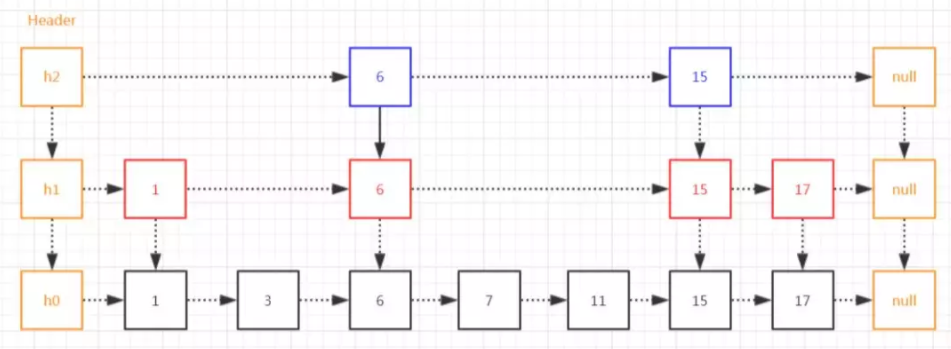 Header
h2 6 15 null
h1 1 6 15 17 null
h0 1 3 6 7 11 15 17 null